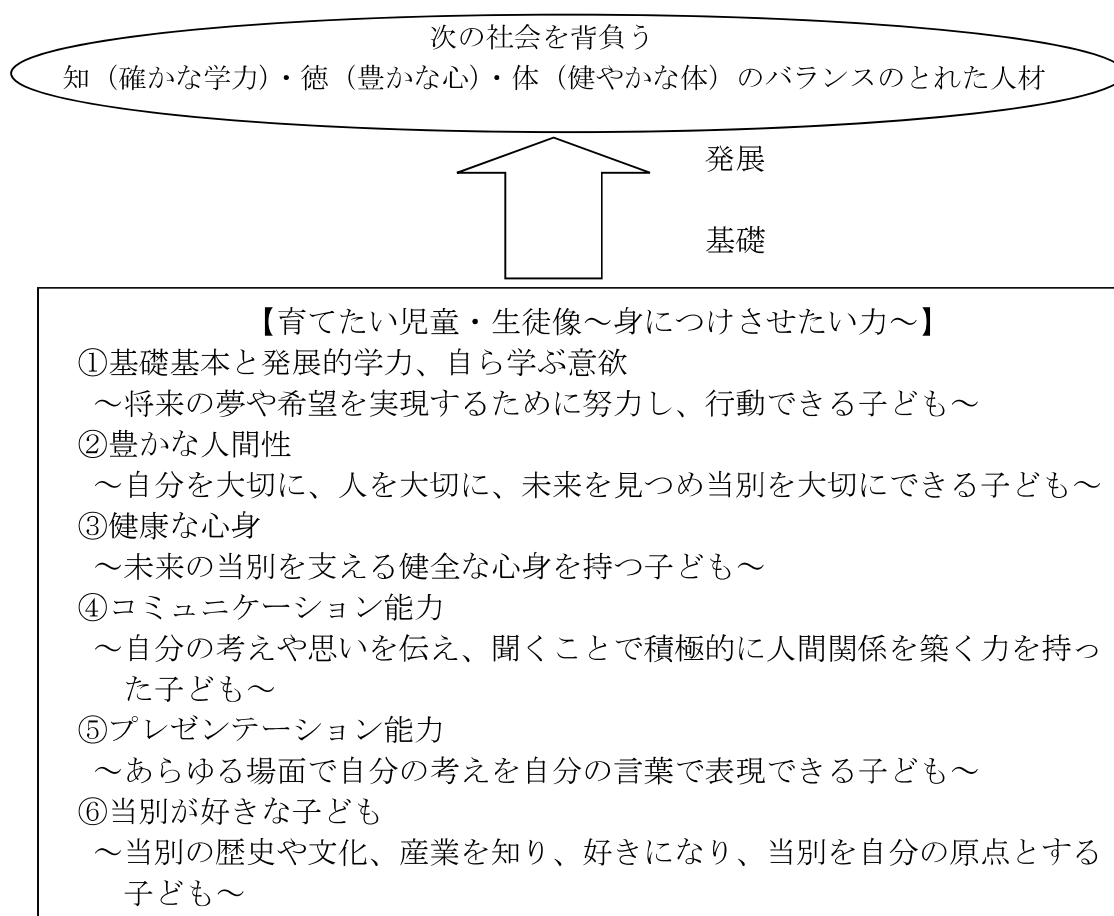 次の社会を背負う
知（確かな学力）・徳（豊かな心）・体（健やかな体）のバランスのとれた人材
発展
基礎
【育てたい児童・生徒像～身につけさせたい力～】
①基礎基本と発展的学力、自ら学ぶ意欲
～将来の夢や希望を実現するために努力し、行動できる子ども～
②豊かな人間性
～自分を大切に、人を大切に、未来を見つめ当別を大切にできる子ども～
③健康な心身
～未来の当別を支える健全な心身を持つ子ども～
④コミュニケーション能力
～自分の考えや思いを伝え、聞くことで積極的に人間関係を築く力を持っ
た子ども～
⑤プレゼンテーション能力
～あらゆる場面で自分の考えを自分の言葉で表現できる子ども～
⑥当別が好きな子ども
～当別の歴史や文化、産業を知り、好きになり、当別を自分の原点とする
子ども～